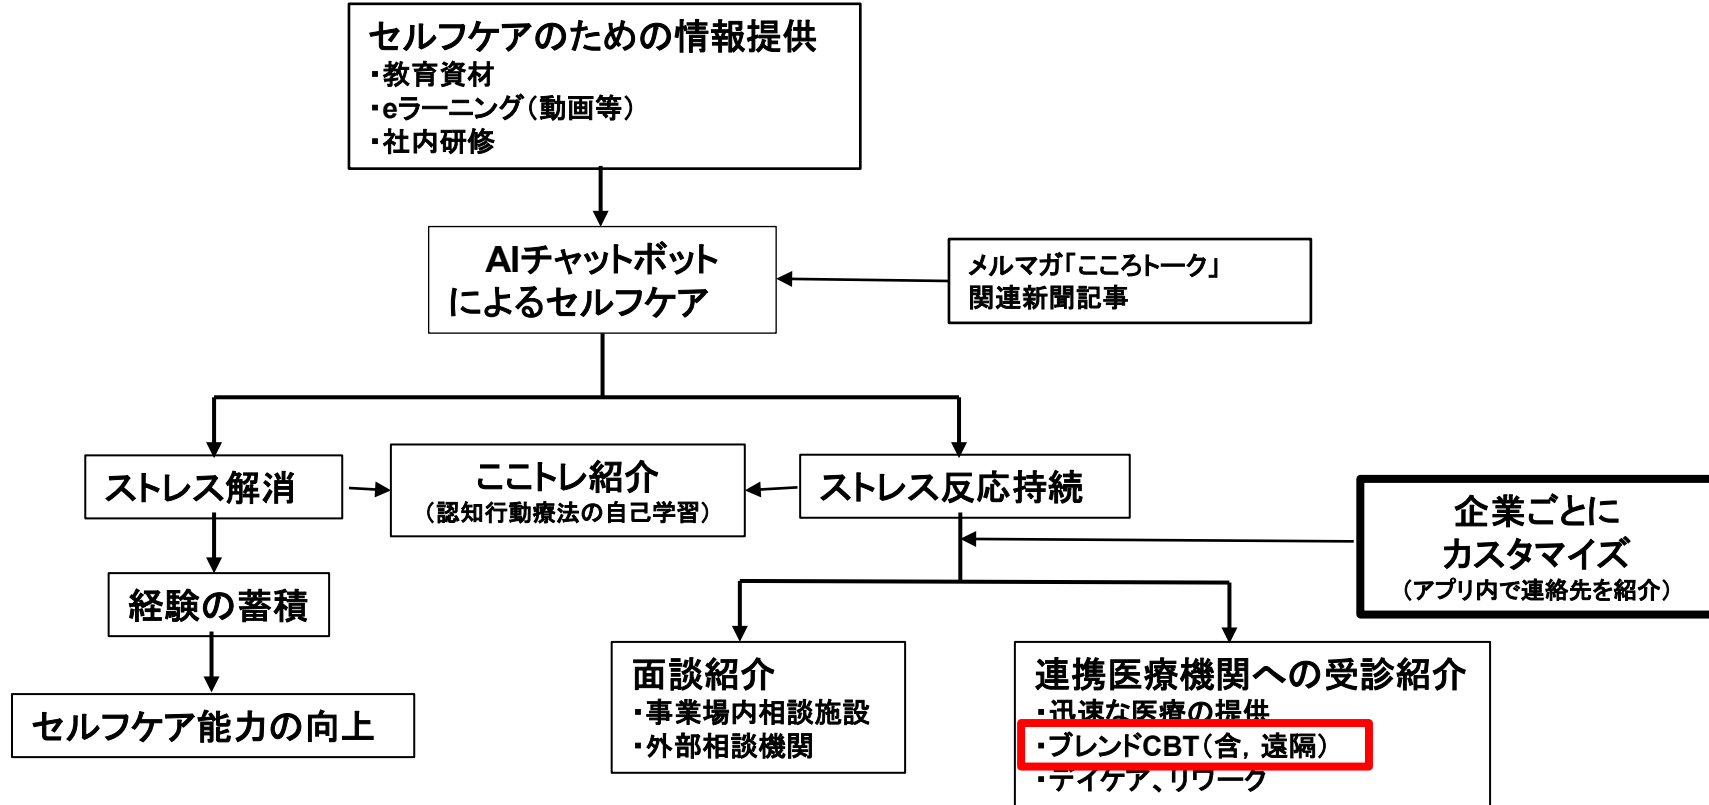 セルフケアのための情報提供
・教育資材
・eラーニング（動画等）
・社内研修
AIチャットボット
によるセルフケア
メルマガ「こころトーク」
関連新聞記事
ストレス解消
ここトレ紹介
（認知行動療法の自己学習）
ストレス反応持続
企業ごとに
カスタマイズ
（アプリ内で連絡先を紹介）
経験の蓄積
セルフケア能力の向上
面談紹介
・事業場内相談施設
・外部相談機関
連携医療機関への受診紹介
・迅速な医療の提供
・ブレンドCBT（含，遠隔）
・デイケア、リワーク